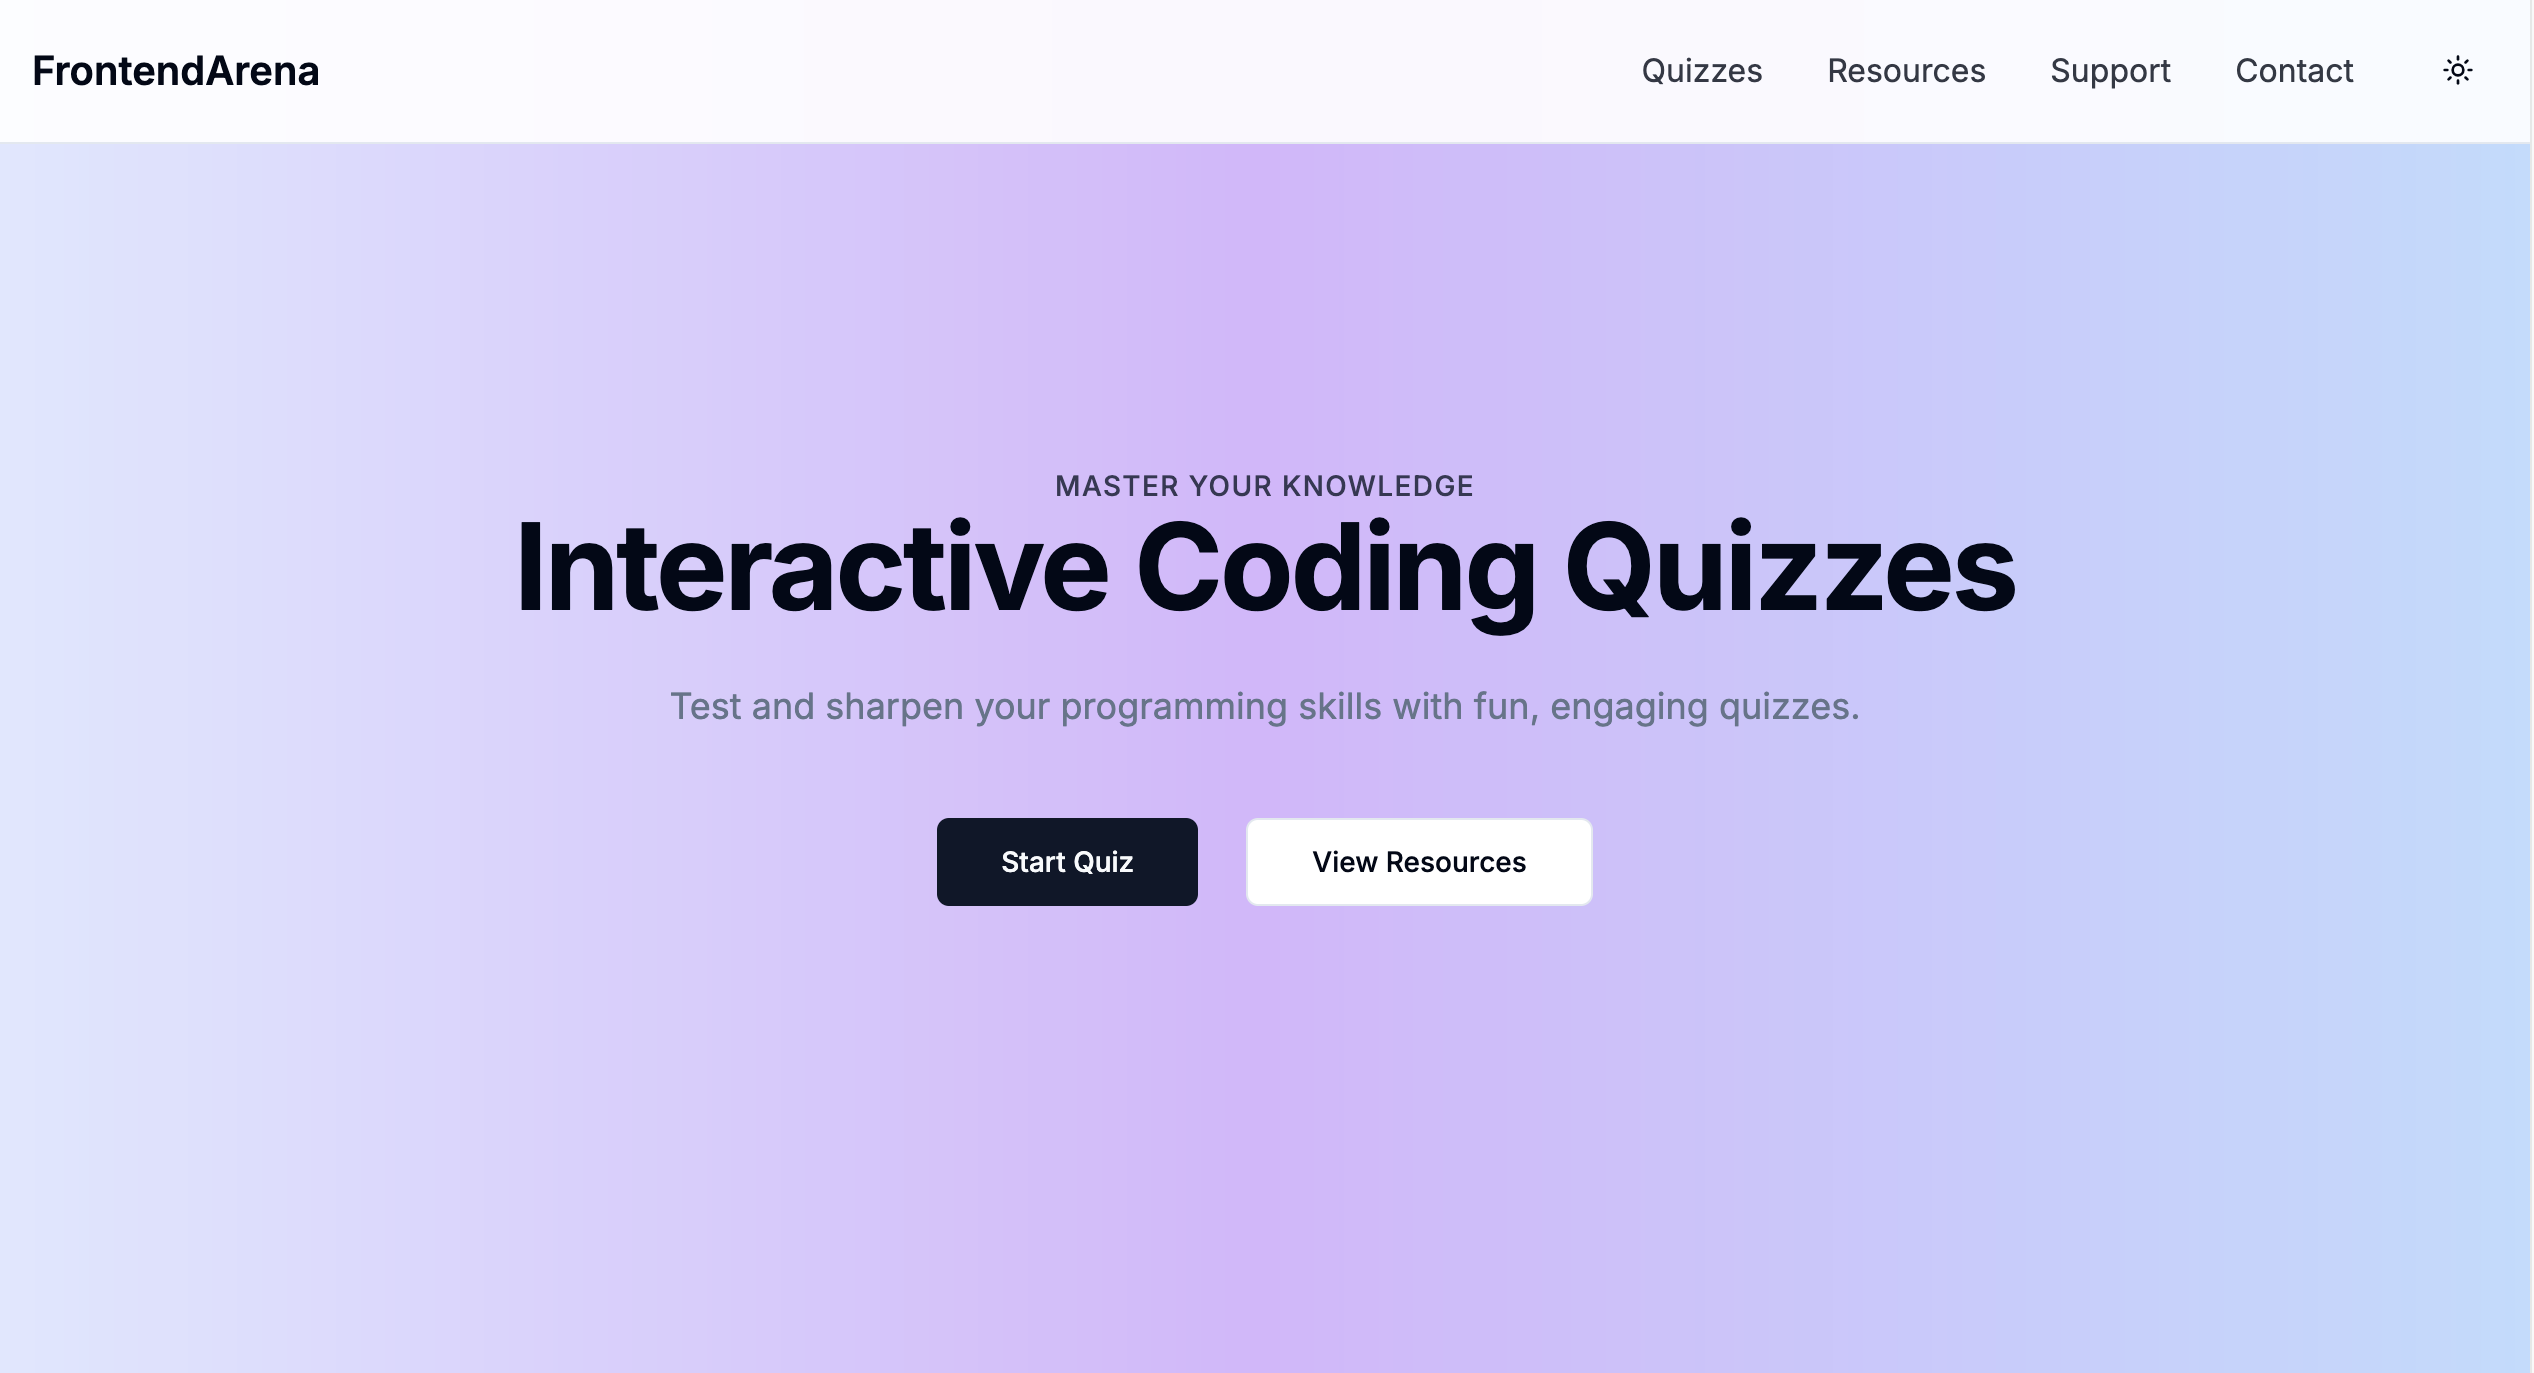 FrontendArena
Quizzes
Resources
Support
Contact
MASTER YOUR KNOWLEDGE
Interactive Coding Quizzes
Test and sharpen your programming skills with fun, engaging quizzes.
Start Quiz
View Resources